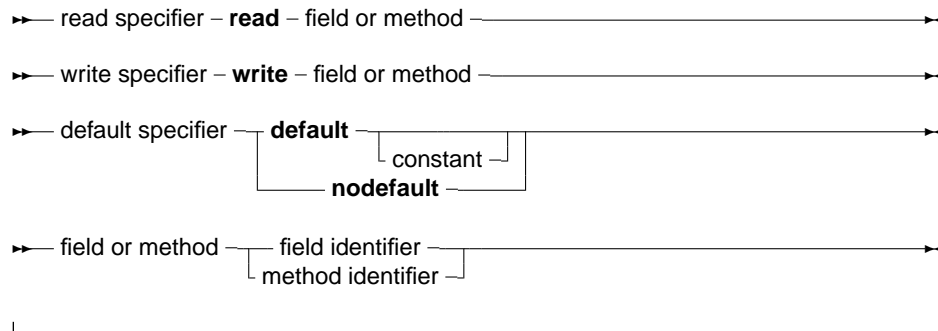 read specifier – read – field or method
write specifier – write – field or method
default specifier default
constant
nodefault
field or method field identifier
method identifier